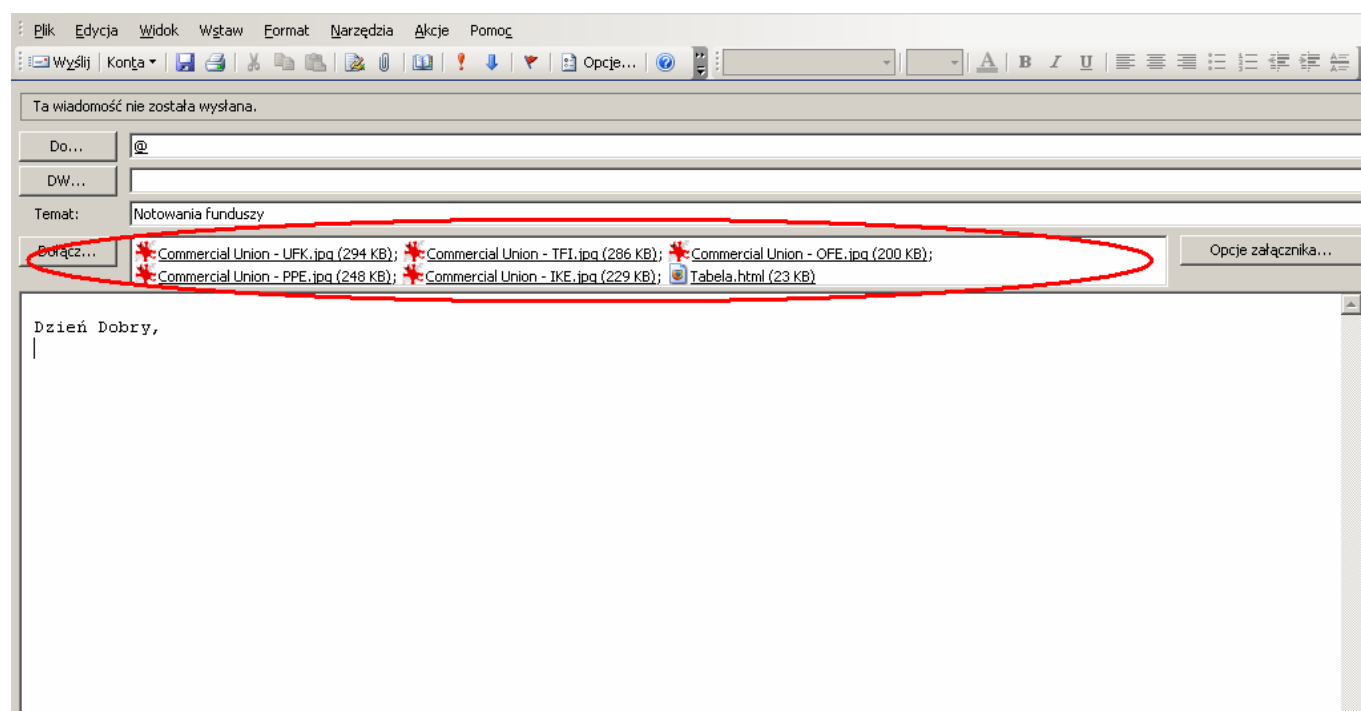 Plik Edycja Widok Wstaw Format Narzędzia Akcje Pomoc
Wyślij Konta Opcje... A B I U
Ta wiadomość nie została wysłana.
Do... @
DW...
Temat: Notowania funduszy
Dołącz... Commercial Union - UFK.jpg (294 KB); Commercial Union - TFI.jpg (286 KB); Commercial Union - OFE.jpg (200 KB); Opcje załącznika...
Commercial Union - PPE.jpg (248 KB); Commercial Union - IKE.jpg (229 KB); Tabela.html (23 KB)
Dzień Dobry,